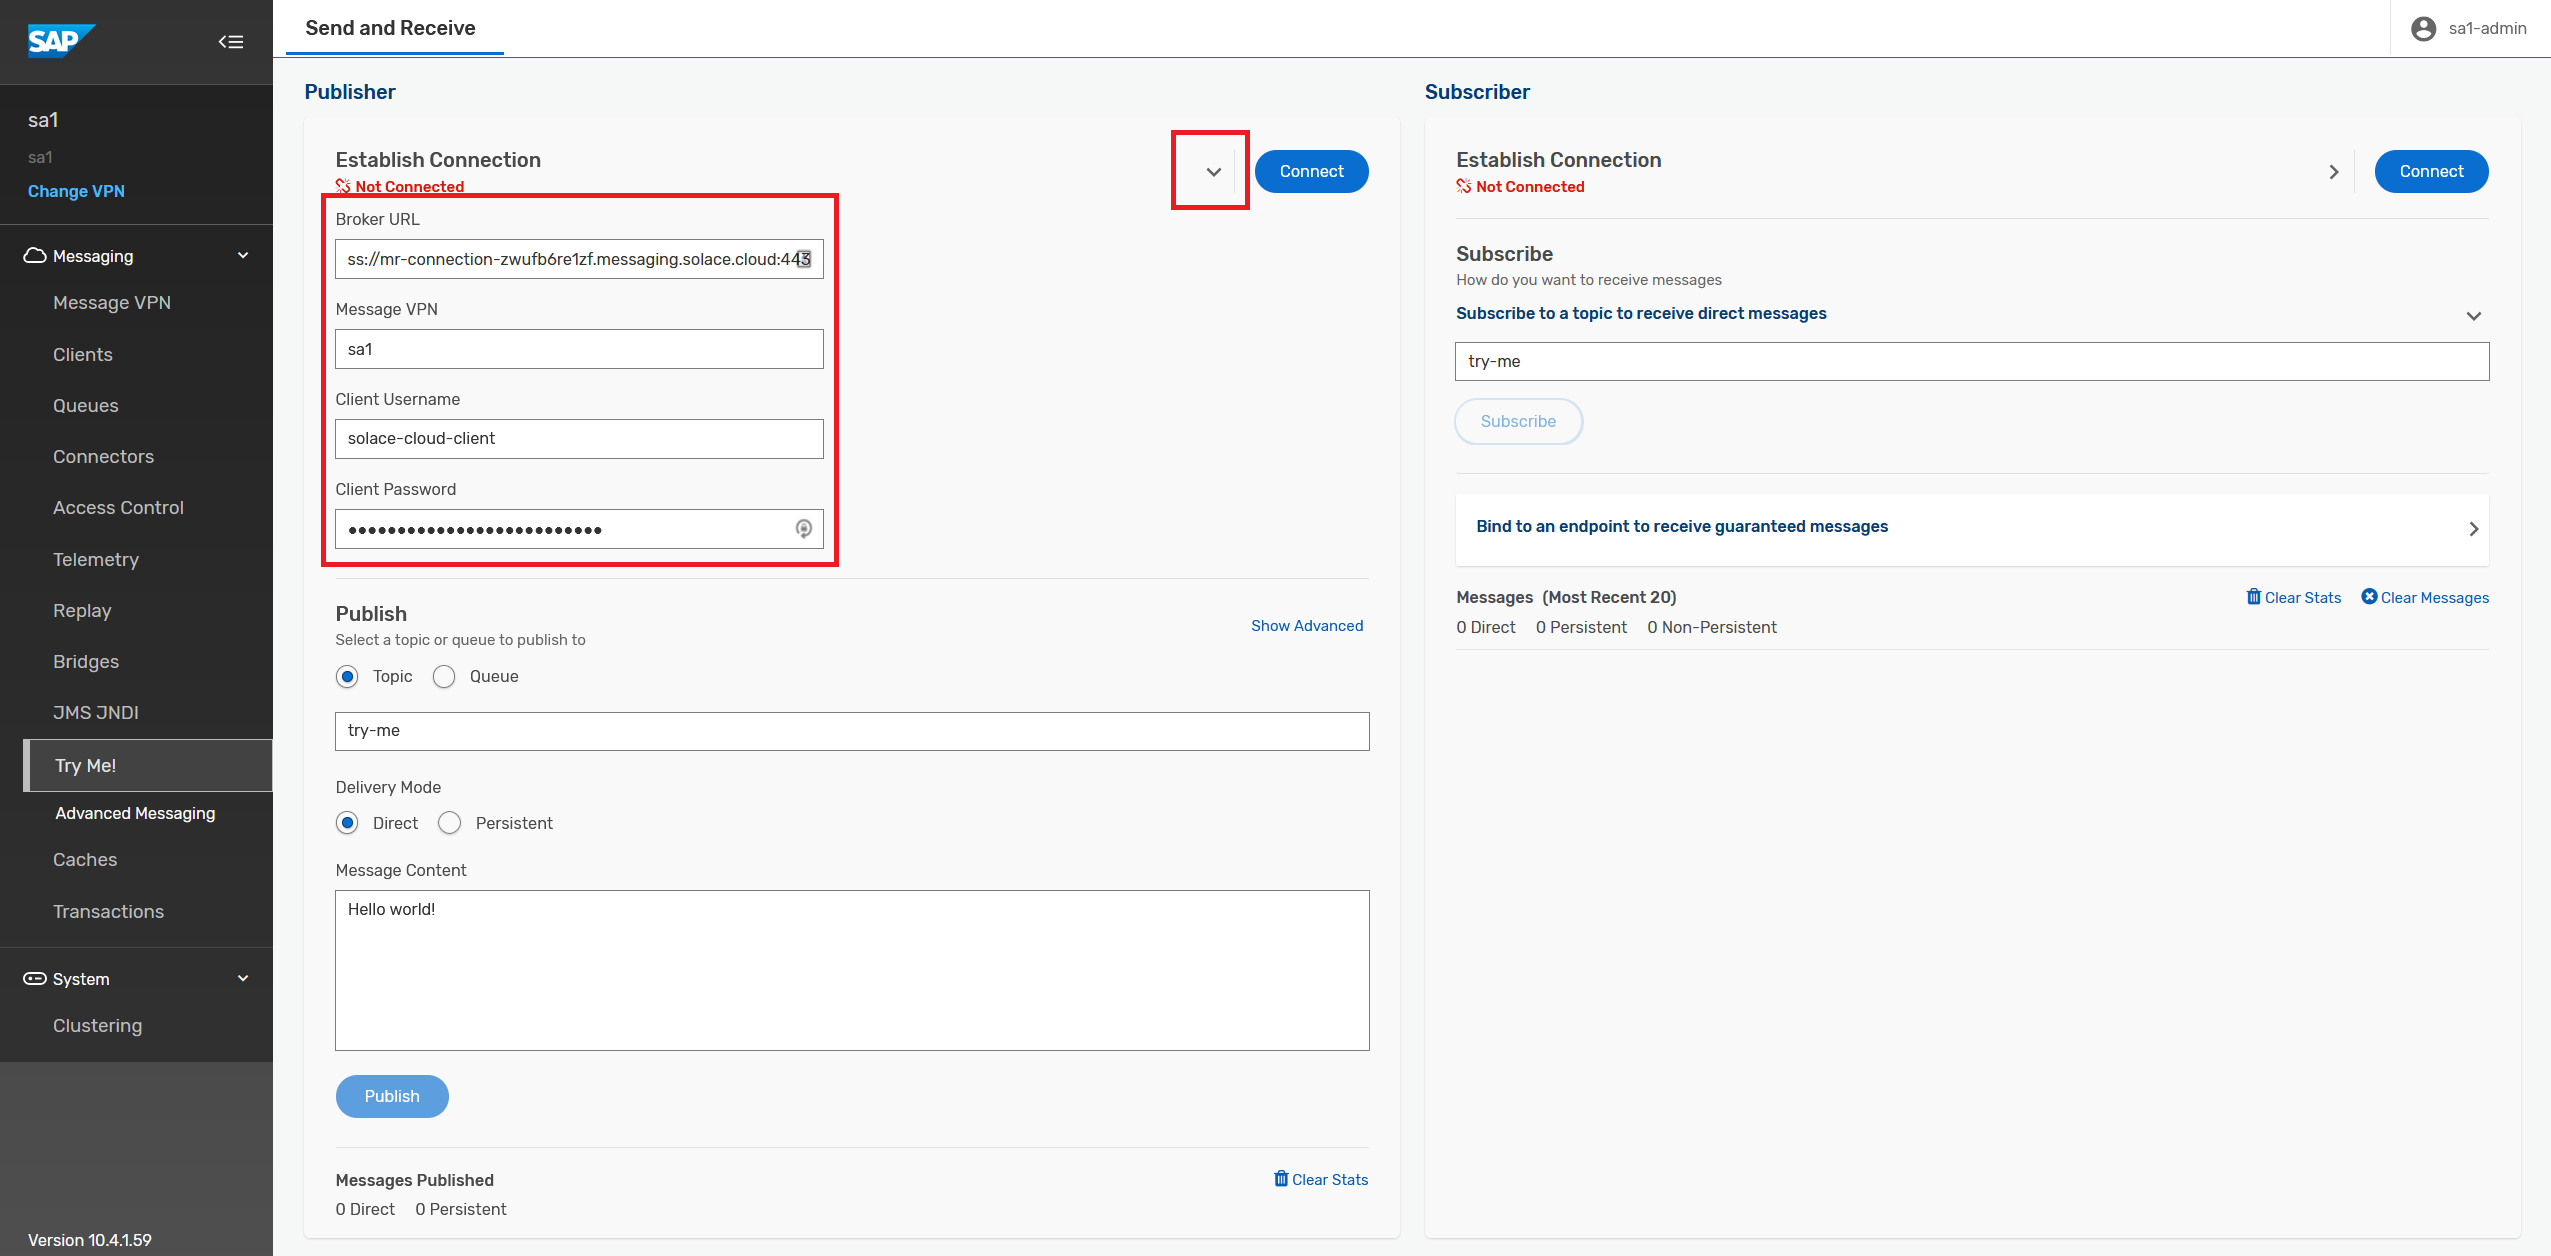 SAP
sa1
sa1
Change VPN
Messaging
Message VPN
Clients
Queues
Connectors
Access Control
Telemetry
Replay
Bridges
JMS JNDI
Try Me!
Advanced Messaging
Caches
Transactions
System
Clustering
Version 10.4.1.59
Send and Receive
sa1-admin
Publisher
Establish Connection
Not Connected
Connect
Broker URL
ss://mr-connection-zwufb6re1zf.messaging.solace.cloud:443
Message VPN
sa1
Client Username
solace-cloud-client
Client Password
••••••••••••••••••••••••••
Publish
Select a topic or queue to publish to
Show Advanced
Topic Queue
try-me
Delivery Mode
Direct Persistent
Message Content
Hello world!
Publish
Messages Published
Clear Stats
0 Direct 0 Persistent
Subscriber
Establish Connection
Not Connected
Connect
Subscribe
How do you want to receive messages
Subscribe to a topic to receive direct messages
try-me
Subscribe
Bind to an endpoint to receive guaranteed messages
Messages (Most Recent 20)
Clear Stats Clear Messages
0 Direct 0 Persistent 0 Non-Persistent